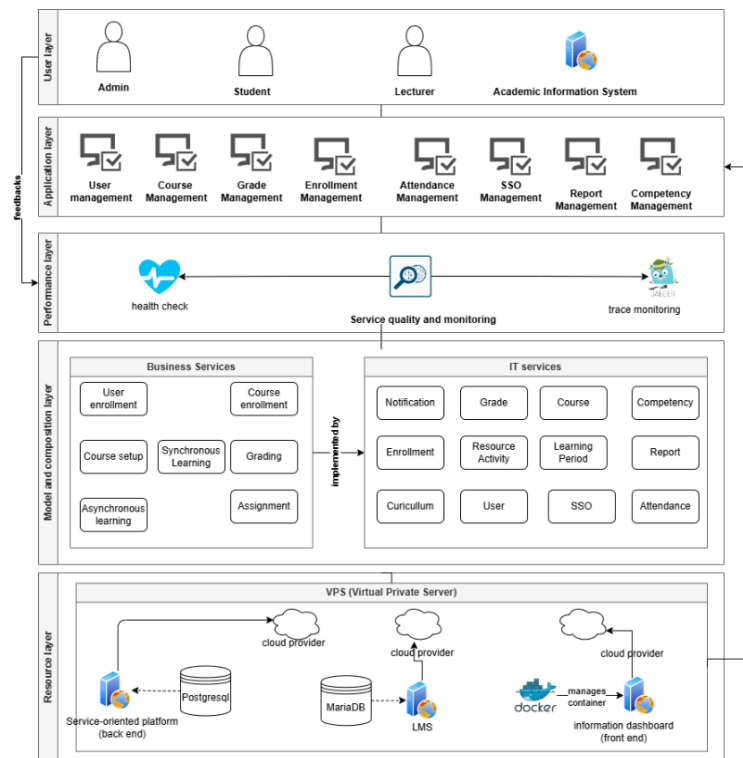 User layer
Admin
Student
Lecturer
Academic Information System
feedbacks
Application layer
User
management
Course
Management
Grade
Management
Enrollment
Management
Attendance
Management
SSO
Management
Report
Management
Competency
Management
Performance layer
health check
Service quality and monitoring
JAEGER
trace monitoring
Model and composition layer
Business Services
User
enrollment
Course
enrollment
Course setup
Synchronous
Learning
Grading
Asynchronous
learning
Assignment
implemented by
IT services
Notification
Grade
Course
Competency
Enrollment
Resource
Activity
Learning
Period
Report
Curicullum
User
SSO
Attendance
Resource layer
VPS (Virtual Private Server)
cloud provider
cloud provider
cloud provider
Postgresql
Service-oriented platform
(back end)
MariaDB
LMS
docker
manages
container
information dashboard
(front end)